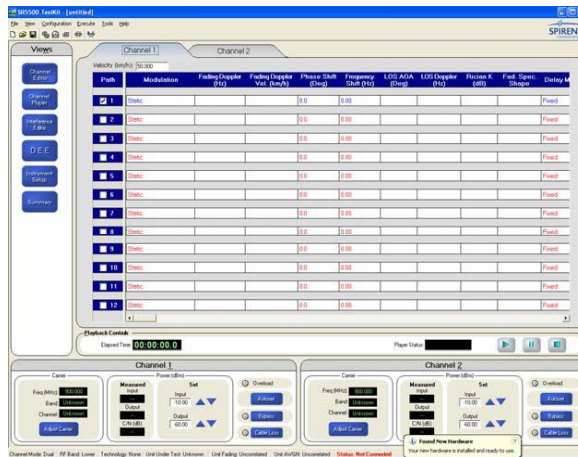 SR5500 TestKit - [untitled]
File View Configuration Execute Tools Help
SPIREN
Views
Channel Editor
Channel Player
Interference Editor
D E E
Instrument Setup
Summary
Channel 1
Channel 2
Velocity (km/h): 50.000
Path Modulation Fading Doppler (Hz) Fading Doppler Vel. (km/h) Phase Shift (Deg) Frequency Shift (Hz) LOS AOA (Deg) LOS Doppler (Hz) Rician K (dB) Fad. Spec. Shape Delay M
1 Static 0.0 0.00 Fixed
2 Static 0.0 0.00 Fixed
3 Static 0.0 0.00 Fixed
4 Static 0.0 0.00 Fixed
5 Static 0.0 0.00 Fixed
6 Static 0.0 0.00 Fixed
7 Static 0.0 0.00 Fixed
8 Static 0.0 0.00 Fixed
9 Static 0.0 0.00 Fixed
10 Static 0.0 0.00 Fixed
11 Static 0.0 0.00 Fixed
12 Static 0.0 0.00 Fixed
Playback Controls
Elapsed Time: 00:00:00.0
Player Status:
Channel 1
Carrier
Freq (MHz) 900.000
Band Unknown
Channel Unknown
Adjust Carrier
Power (dBm)
Measured Set
Input --
Output --
C/N (dB) --
Input -10.00
Output -60.00
Overload
Autoset
Bypass
Cable Loss
Channel 2
Carrier
Freq (MHz) 900.000
Band Unknown
Channel Unknown
Adjust Carrier
Power (dBm)
Measured Set
Input --
Output --
C/N (dB)
Input -10.00
Output -60.00
Overload
Autoset
Bypass
Cable Loss
Found New Hardware
Your new hardware is installed and ready to use.
Channel Mode: Dual RF Band: Lower Technology: None Unit Under Test: Unknown Unit Fading: Uncorrelated Unit AWGN: Uncorrelated Status: Not Connected